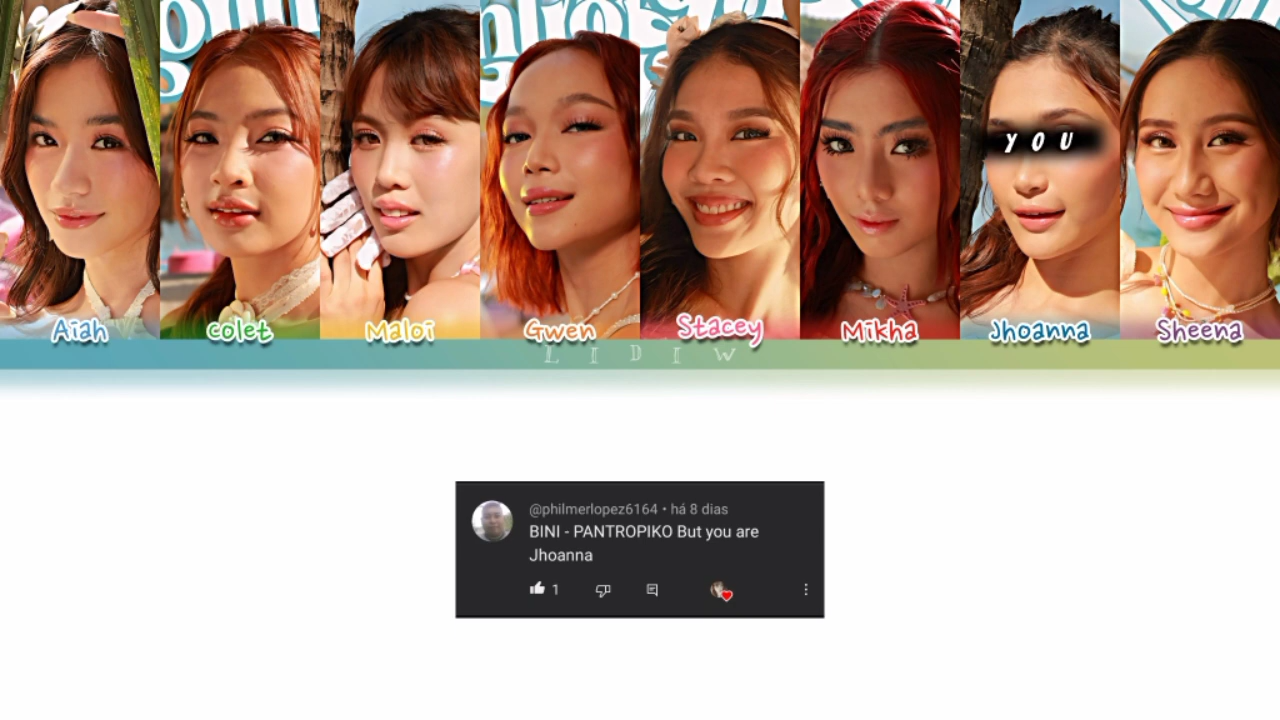 YOU
Aiah
Colet
Maloi
Gwen
Stacey
Mikha
Jhoanna
Sheena
L I D I W
@philmerlopez6164 • há 8 dias
BINI - PANTROPIKO But you are
Jhoanna
1